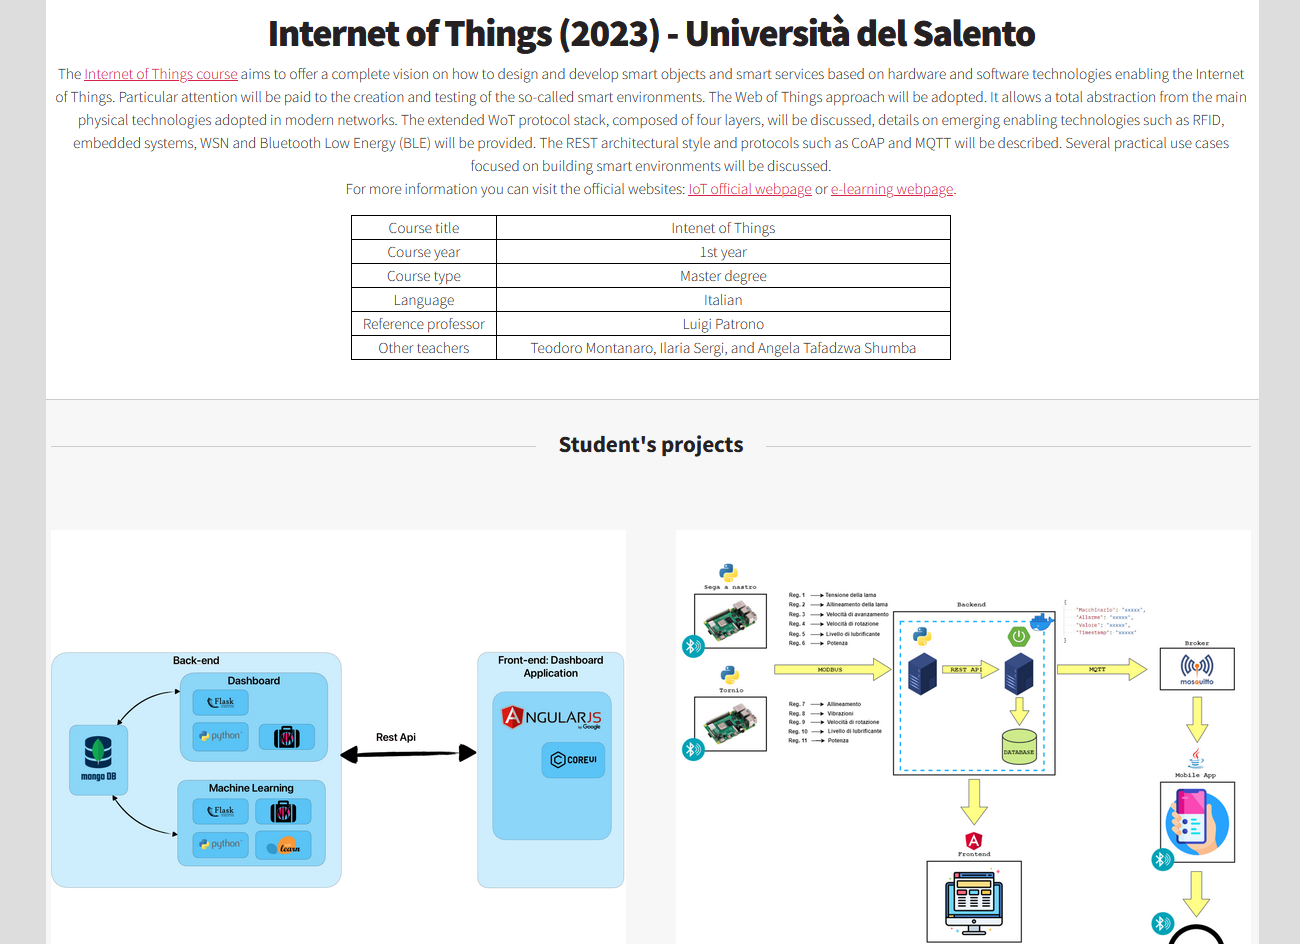 Internet of Things (2023) - Università del Salento
The Internet of Things course aims to offer a complete vision on how to design and develop smart objects and smart services based on hardware and software technologies enabling the Internet
of Things. Particular attention will be paid to the creation and testing of the so-called smart environments. The Web of Things approach will be adopted. It allows a total abstraction from the main
physical technologies adopted in modern networks. The extended WoT protocol stack, composed of four layers, will be discussed, details on emerging enabling technologies such as RFID,
embedded systems, WSN and Bluetooth Low Energy (BLE) will be provided. The REST architectural style and protocols such as CoAP and MQTT will be described. Several practical use cases
focused on building smart environments will be discussed.
For more information you can visit the official websites: IoT official webpage or e-learning webpage.
Course title Intenet of Things
Course year 1st year
Course type Master degree
Language Italian
Reference professor Luigi Patrono
Other teachers Teodoro Montanaro, Ilaria Sergi, and Angela Tafadzwa Shumba
Student's projects
Back-end
Dashboard
Flask
python
mongo DB
Machine Learning
Flask
python
learn
Rest Api
Front-end: Dashboard
Application
ANGULARJS
by Google
COREUI
Sega a nastro
Reg. 1 Tensione della lama
Reg. 2 Allineamento della lama
Reg. 3 Velocità di avanzamento
Reg. 4 Velocità di rotazione
Reg. 5 Livello di lubrificante
Reg. 6 Potenza
MODBUS
Tornio
Reg. 7 Allineamento
Reg. 8 Vibrazioni
Reg. 9 Velocità di rotazione
Reg. 10 Livello di lubrificante
Reg. 11 Potenza
Backend
REST API
DATABASE
{
"Macchinario": "xxxxx",
"Allarme": "xxxxx",
"Valore": "xxxxx",
"Timestamp": "xxxxx"
}
MQTT
Broker
mosquitto
Mobile App
Frontend